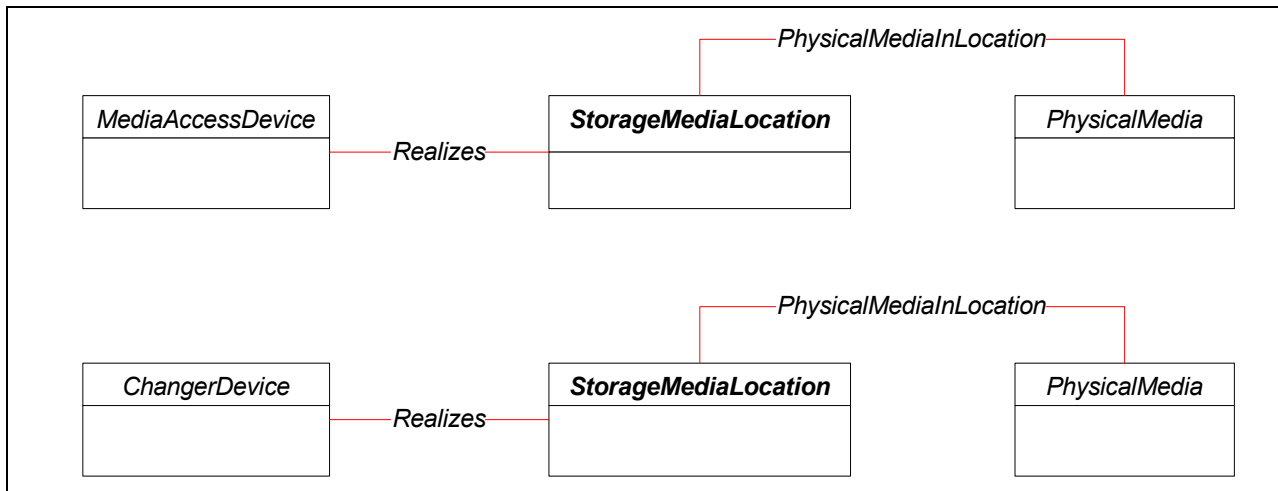 PhysicalMediaInLocation
MediaAccessDevice
StorageMediaLocation
PhysicalMedia
Realizes
PhysicalMediaInLocation
ChangerDevice
StorageMediaLocation
PhysicalMedia
Realizes